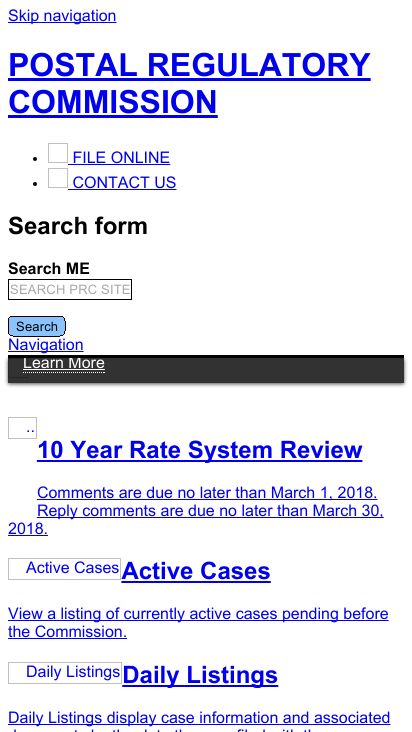 Skip navigation
POSTAL REGULATORY
COMMISSION
FILE ONLINE
CONTACT US
Search form
Search ME
SEARCH PRC SITE
Search
Navigation
Learn More
..
10 Year Rate System Review
Comments are due no later than March 1, 2018.
Reply comments are due no later than March 30,
2018.
Active Cases Active Cases
View a listing of currently active cases pending before
the Commission.
Daily Listings Daily Listings
Daily Listings display case information and associated